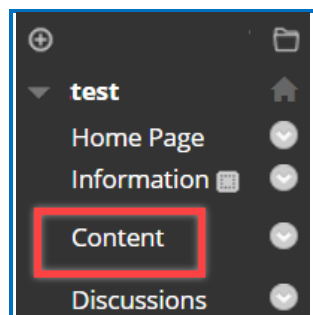 test
Home Page
Information
Content
Discussions